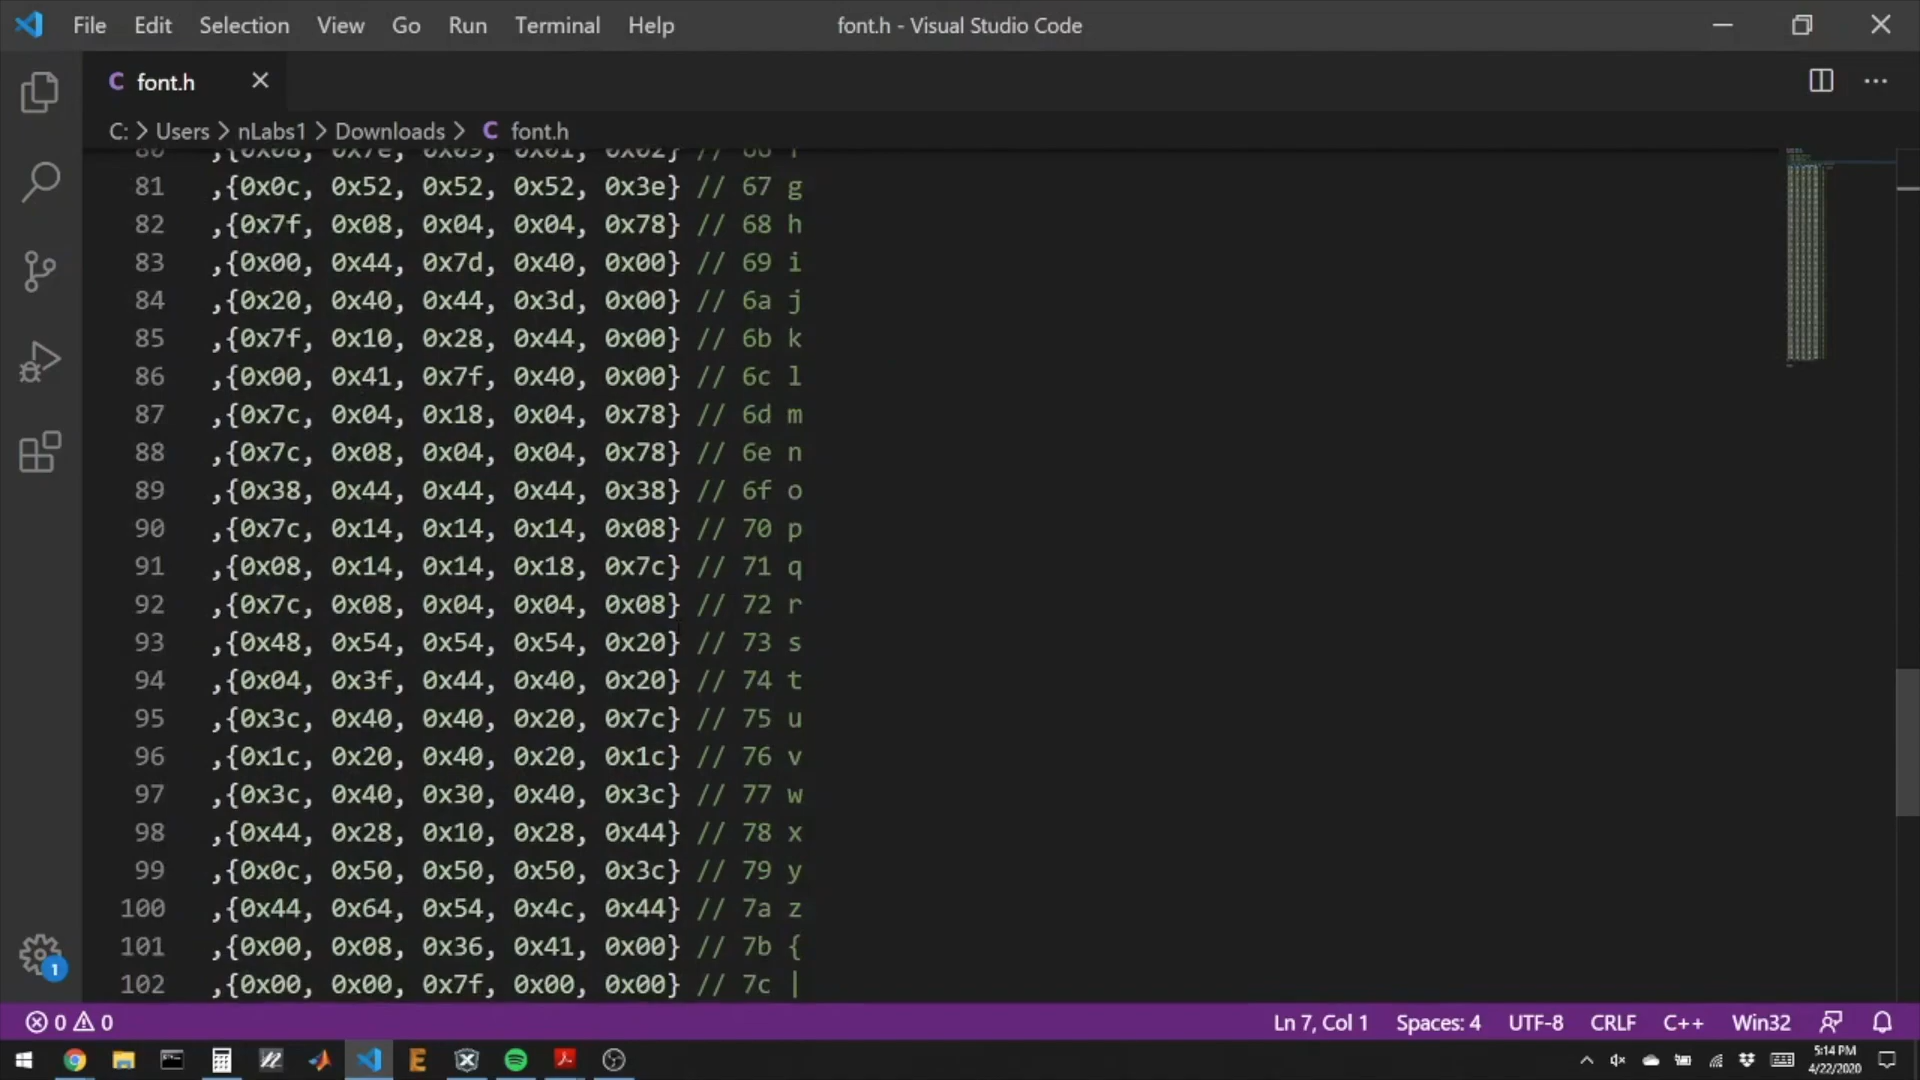 File Edit Selection View Go Run Terminal Help font.h - Visual Studio Code
C font.h
C: > Users > nLabs1 > Downloads > C font.h
80 ,{0x08, 0x7e, 0x09, 0x01, 0x02} // 66 f
81 ,{0x0c, 0x52, 0x52, 0x52, 0x3e} // 67 g
82 ,{0x7f, 0x08, 0x04, 0x04, 0x78} // 68 h
83 ,{0x00, 0x44, 0x7d, 0x40, 0x00} // 69 i
84 ,{0x20, 0x40, 0x44, 0x3d, 0x00} // 6a j
85 ,{0x7f, 0x10, 0x28, 0x44, 0x00} // 6b k
86 ,{0x00, 0x41, 0x7f, 0x40, 0x00} // 6c l
87 ,{0x7c, 0x04, 0x18, 0x04, 0x78} // 6d m
88 ,{0x7c, 0x08, 0x04, 0x04, 0x78} // 6e n
89 ,{0x38, 0x44, 0x44, 0x44, 0x38} // 6f o
90 ,{0x7c, 0x14, 0x14, 0x14, 0x08} // 70 p
91 ,{0x08, 0x14, 0x14, 0x18, 0x7c} // 71 q
92 ,{0x7c, 0x08, 0x04, 0x04, 0x08} // 72 r
93 ,{0x48, 0x54, 0x54, 0x54, 0x20} // 73 s
94 ,{0x04, 0x3f, 0x44, 0x40, 0x20} // 74 t
95 ,{0x3c, 0x40, 0x40, 0x20, 0x7c} // 75 u
96 ,{0x1c, 0x20, 0x40, 0x20, 0x1c} // 76 v
97 ,{0x3c, 0x40, 0x30, 0x40, 0x3c} // 77 w
98 ,{0x44, 0x28, 0x10, 0x28, 0x44} // 78 x
99 ,{0x0c, 0x50, 0x50, 0x50, 0x3c} // 79 y
100 ,{0x44, 0x64, 0x54, 0x4c, 0x44} // 7a z
101 ,{0x00, 0x08, 0x36, 0x41, 0x00} // 7b {
102 ,{0x00, 0x00, 0x7f, 0x00, 0x00} // 7c |
1
0 0 Ln 7, Col 1 Spaces: 4 UTF-8 CRLF C++ Win32
5:14 PM
4/22/2020